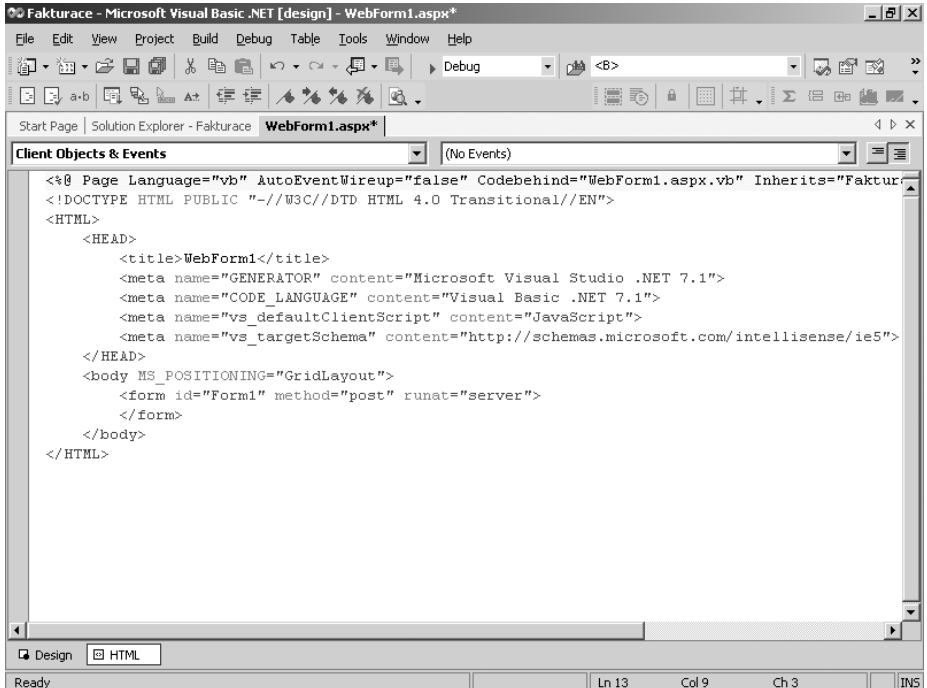 Fakturace - Microsoft Visual Basic .NET [design] - WebForm1.aspx*
File Edit View Project Build Debug Table Tools Window Help
Debug <B>
Start Page Solution Explorer - Fakturace WebForm1.aspx*
Client Objects & Events (No Events)
<%@ Page Language="vb" AutoEventWireup="false" Codebehind="WebForm1.aspx.vb" Inherits="Faktura
<!DOCTYPE HTML PUBLIC "-//W3C//DTD HTML 4.0 Transitional//EN">
<HTML>
<HEAD>
<title>WebForm1</title>
<meta name="GENERATOR" content="Microsoft Visual Studio .NET 7.1">
<meta name="CODE_LANGUAGE" content="Visual Basic .NET 7.1">
<meta name="vs_defaultClientScript" content="JavaScript">
<meta name="vs_targetSchema" content="http://schemas.microsoft.com/intellisense/ie5">
</HEAD>
<body MS_POSITIONING="GridLayout">
<form id="Form1" method="post" runat="server">
</form>
</body>
</HTML>
Design HTML
Ready Ln 13 Col 9 Ch 3 INS